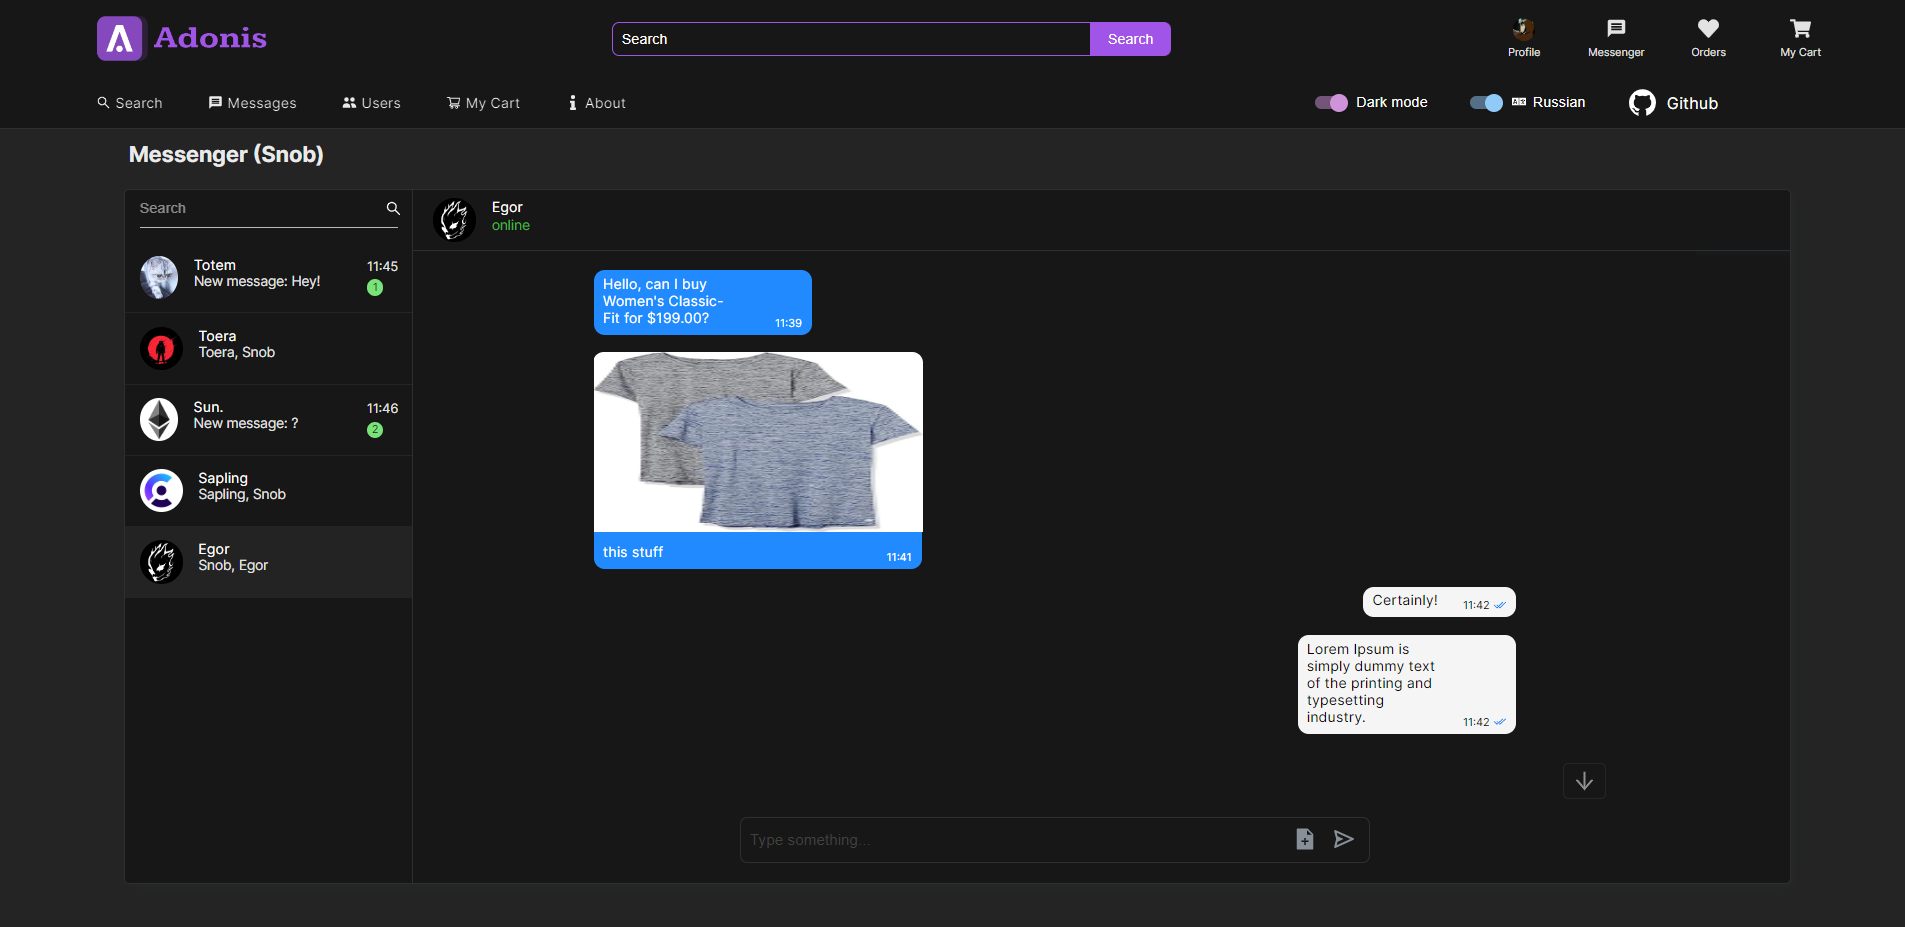 Adonis
Search
Search
Profile
Messenger
Orders
My Cart
Search
Messages
Users
My Cart
About
Dark mode
Russian
Github
Messenger (Snob)
Search
Totem
11:45
New message: Hey!
1
Toera
Toera, Snob
Sun.
11:46
New message: ?
2
Sapling
Sapling, Snob
Egor
Snob, Egor
Egor
online
Hello, can I buy
Women's Classic-
Fit for $199.00?
11:39
this stuff
11:41
Certainly!
11:42
Lorem Ipsum is
simply dummy text
of the printing and
typesetting
industry.
11:42
Type something...